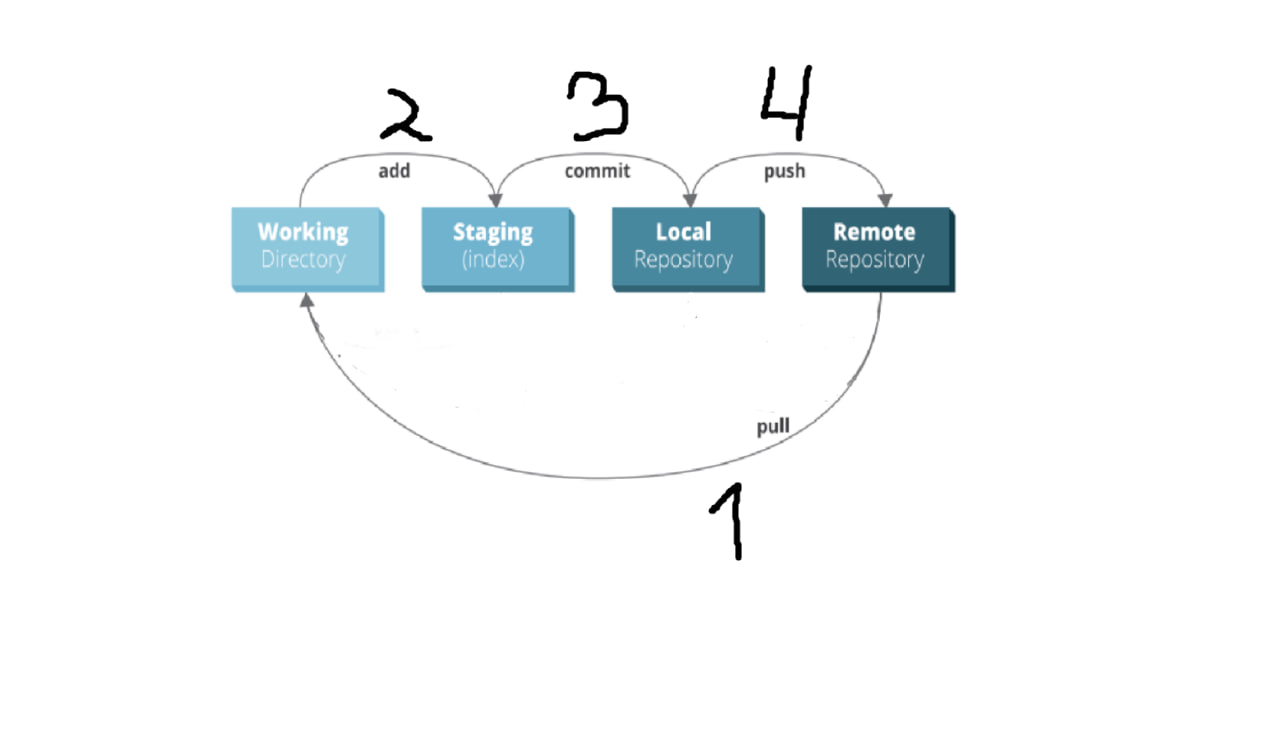 2 3 4
add commit push
Working Staging Local Remote
Directory (index) Repository Repository
pull
1